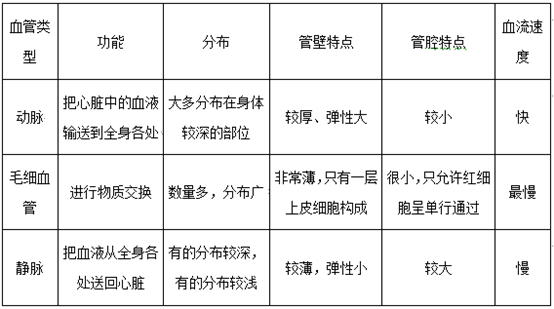 血管类型 功能 分布 管壁特点 管腔特点 血流速度
动脉 把心脏中的血液输送到全身各处 大多分布在身体较深的部位 较厚、弹性大 较小 快
毛细血管 进行物质交换 数量多，分布广 非常薄，只有一层上皮细胞构成 很小，只允许红细胞呈单行通过 最慢
静脉 把血液从全身各处送回心脏 有的分布较深，有的分布较浅 较薄，弹性小 较大 慢